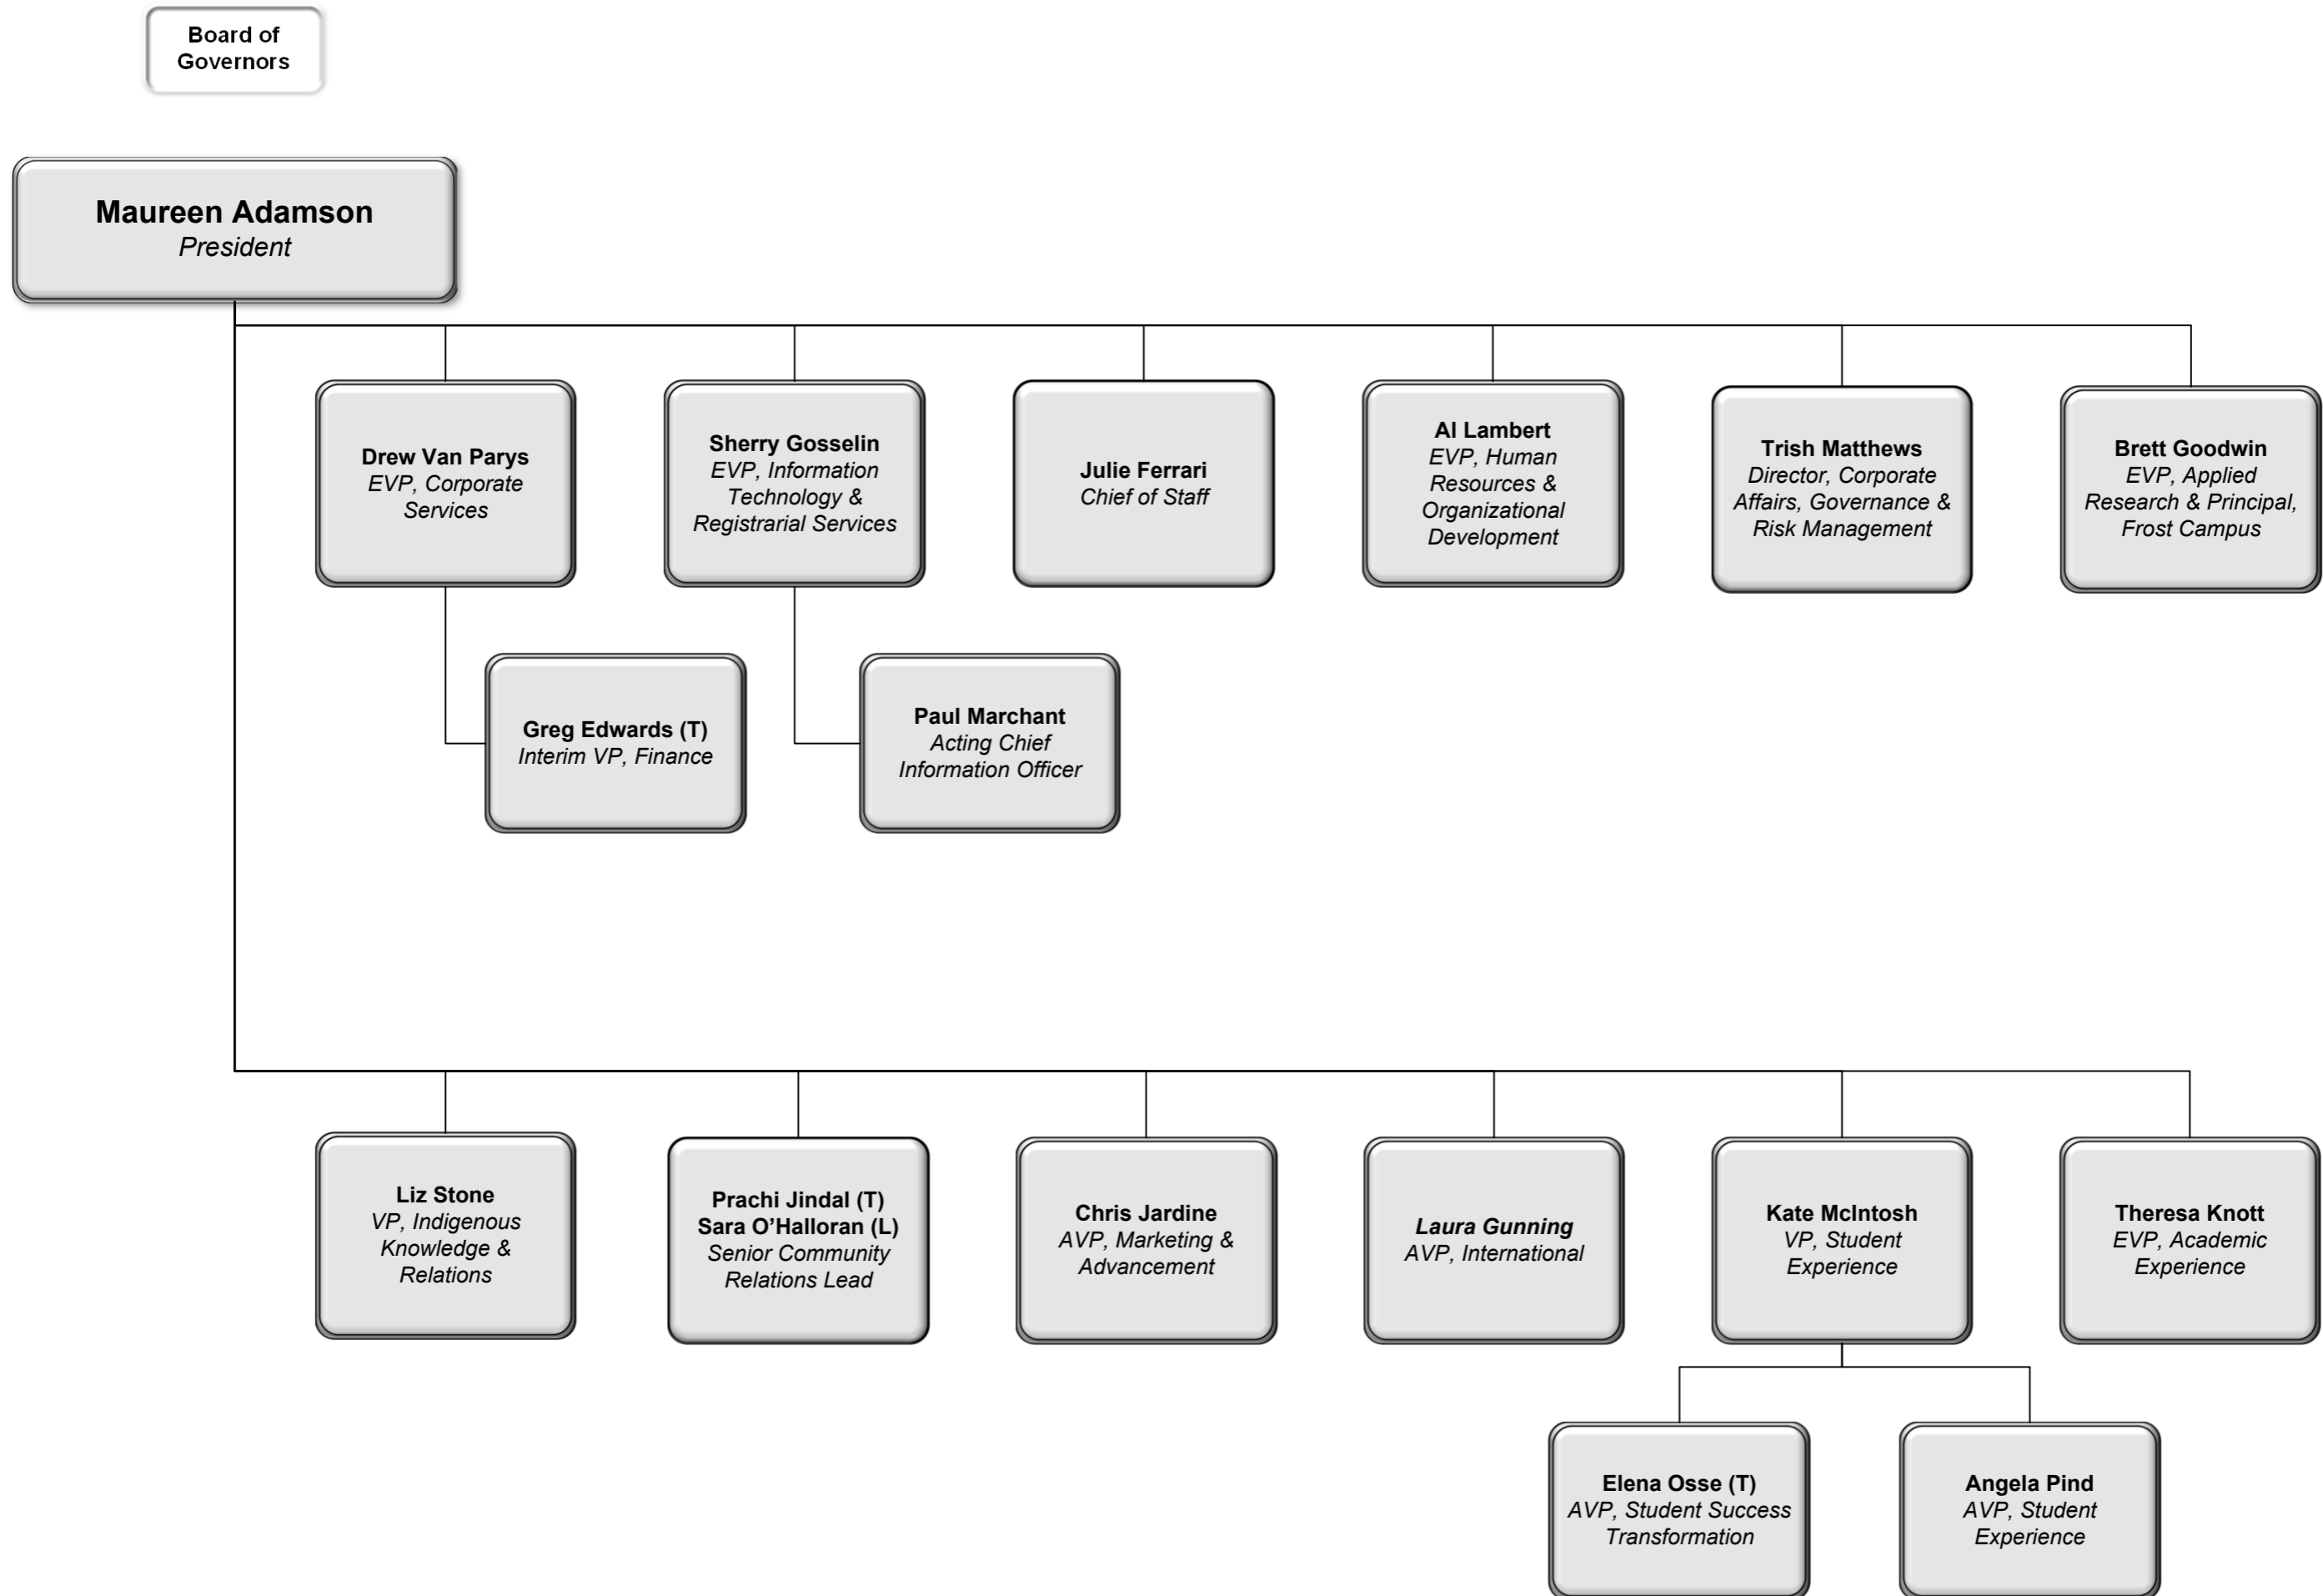 Board of
Governors
Maureen Adamson
President
Drew Van Parys
EVP, Corporate
Services
Sherry Gosselin
EVP, Information
Technology &
Registrarial Services
Julie Ferrari
Chief of Staff
Al Lambert
EVP, Human
Resources &
Organizational
Development
Trish Matthews
Director, Corporate
Affairs, Governance &
Risk Management
Brett Goodwin
EVP, Applied
Research & Principal,
Frost Campus
Greg Edwards (T)
Interim VP, Finance
Paul Marchant
Acting Chief
Information Officer
Liz Stone
VP, Indigenous
Knowledge &
Relations
Prachi Jindal (T)
Sara O’Halloran (L)
Senior Community
Relations Lead
Chris Jardine
AVP, Marketing &
Advancement
Laura Gunning
AVP, International
Kate McIntosh
VP, Student
Experience
Theresa Knott
EVP, Academic
Experience
Elena Osse (T)
AVP, Student Success
Transformation
Angela Pind
AVP, Student
Experience